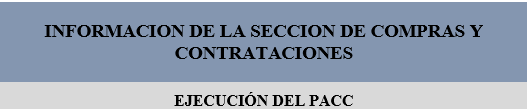 INFORMACION DE LA SECCION DE COMPRAS Y
CONTRATACIONES
EJECUCIÓN DEL PACC